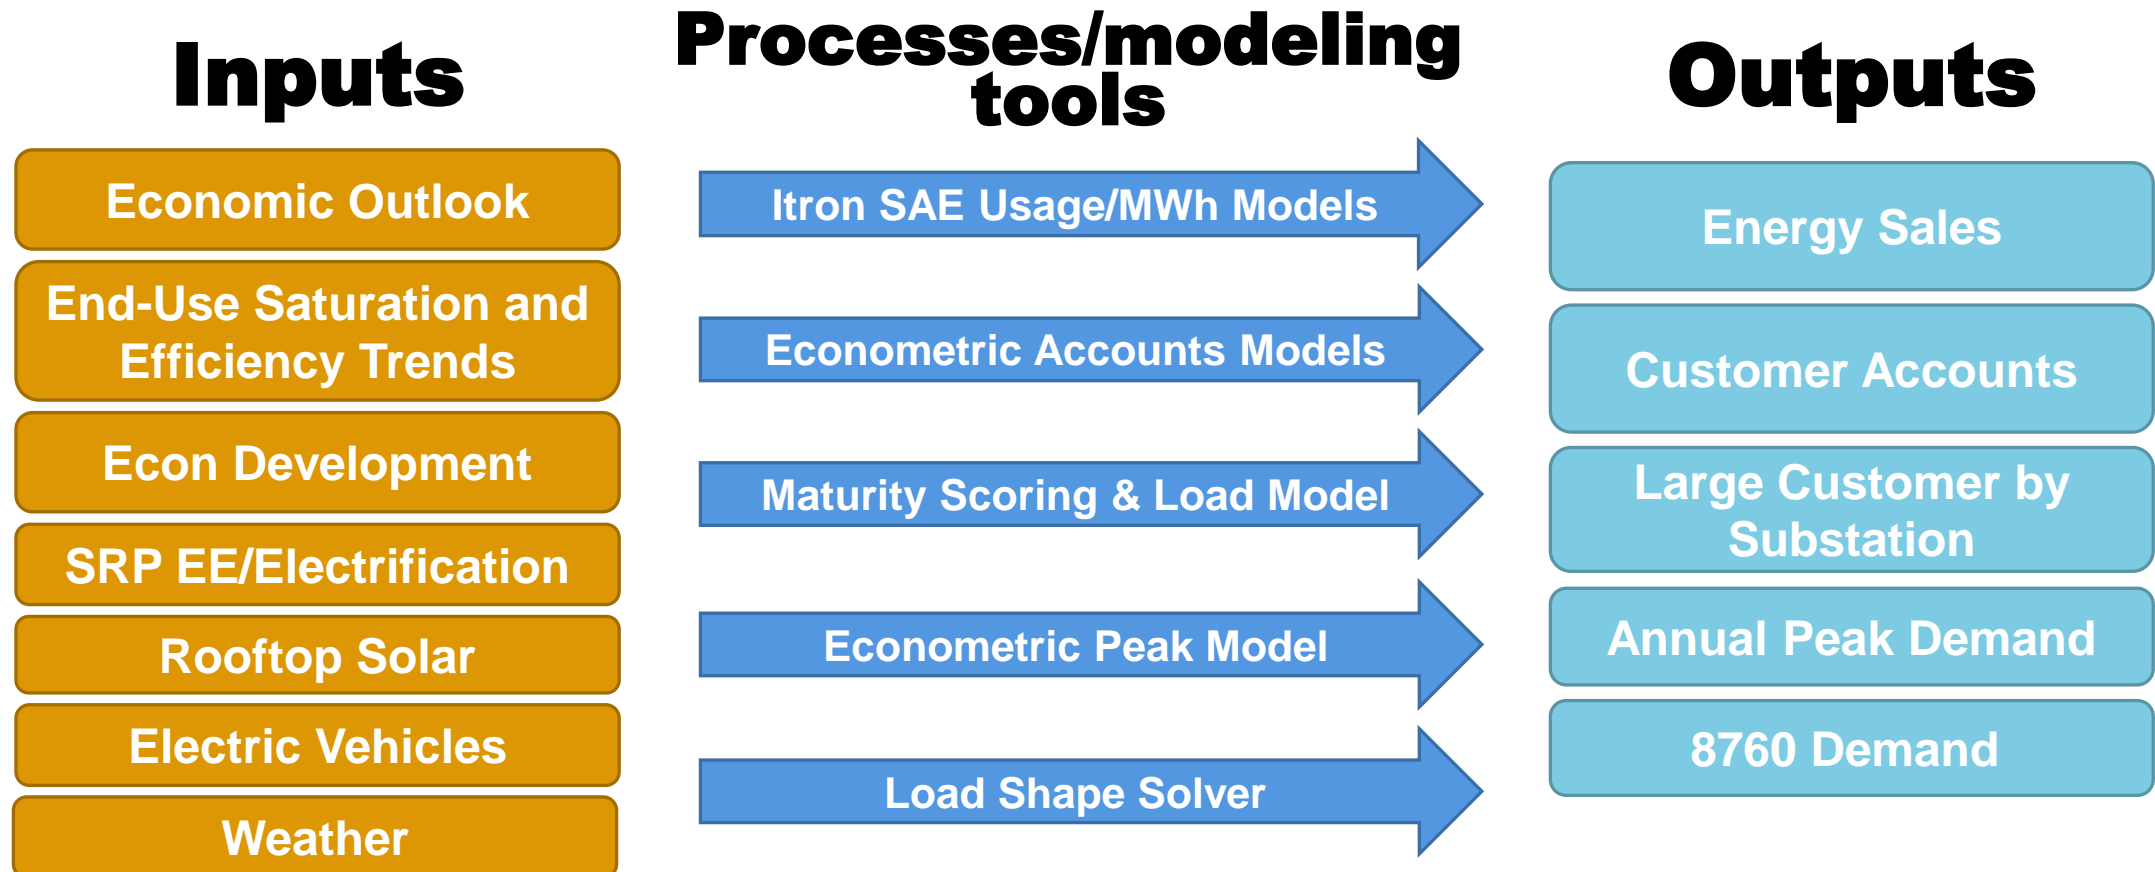 Inputs
Economic Outlook
End-Use Saturation and
Efficiency Trends
Econ Development
SRP EE/Electrification
Rooftop Solar
Electric Vehicles
Weather
Processes/modeling
tools
Itron SAE Usage/MWh Models
Econometric Accounts Models
Maturity Scoring & Load Model
Econometric Peak Model
Load Shape Solver
Outputs
Energy Sales
Customer Accounts
Large Customer by
Substation
Annual Peak Demand
8760 Demand